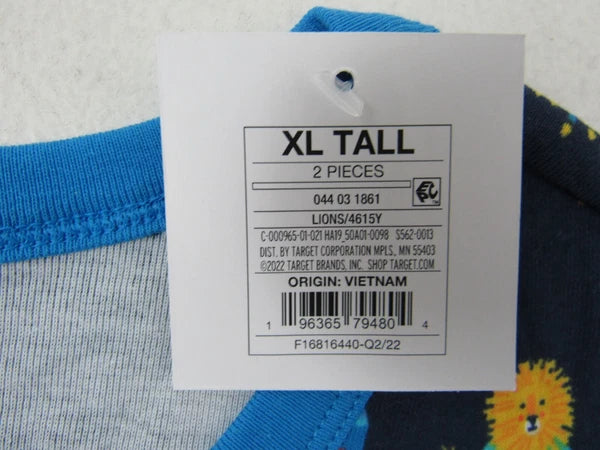 XL TALL
2 PIECES
044 03 1861
EPC
LIONS/4615Y
C-000965-01-021 HA19_50A01-0098 S562-0013
DIST. BY TARGET CORPORATION MPLS, MN 55403
©2022 TARGET BRANDS, INC. SHOP TARGET.COM
ORIGIN: VIETNAM
1 96365 79480 4
F16816440-Q2/22